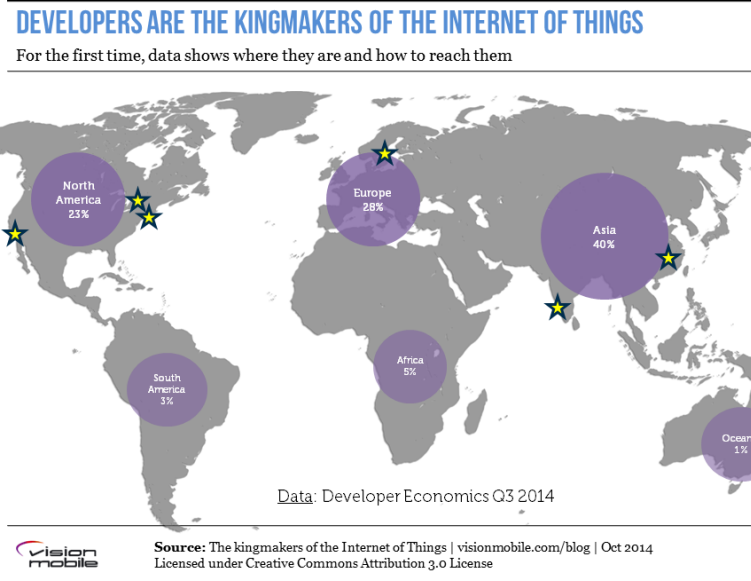 DEVELOPERS ARE THE KINGMAKERS OF THE INTERNET OF THINGS
For the first time, data shows where they are and how to reach them
North
America
23%
Europe
28%
Asia
40%
South
America
3%
Africa
5%
Ocean
1%
Data: Developer Economics Q3 2014
vision
mobile
Source: The kingmakers of the Internet of Things | visionmobile.com/blog | Oct 2014
Licensed under Creative Commons Attribution 3.0 License